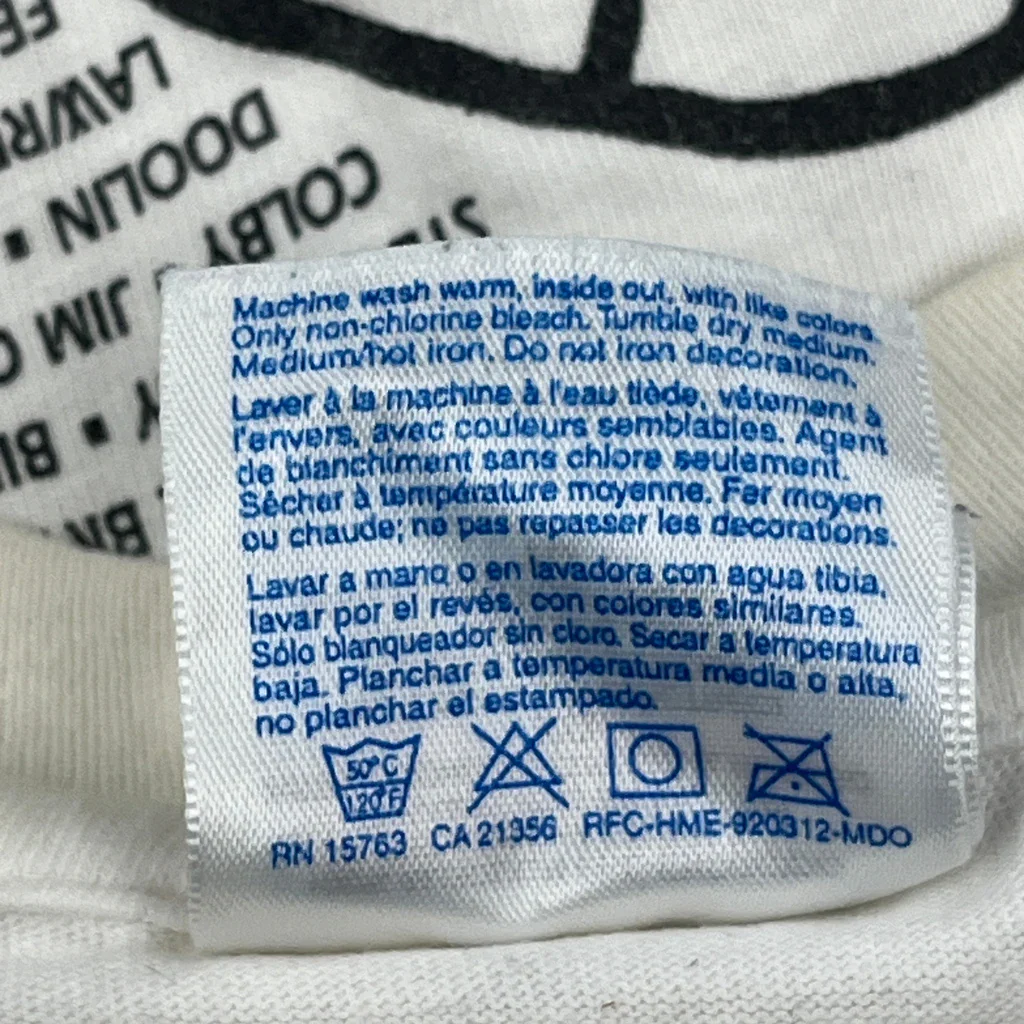 LAWRE
DOOLIN ▪
COLBY ▪ JIM
Machine wash warm, inside out, with like colors.
Only non-chlorine bleach. Tumble dry medium.
Medium/hot iron. Do not iron decoration.
Laver à la machine à l'eau tiède, vêtement à
l'envers, avec couleurs semblables. Agent
de blanchiment sans chlore seulement.
Sécher à température moyenne. Fer moyen
ou chaude; ne pas repasser les decorations.
Lavar a mano o en lavadora con agua tibia,
lavar por el revés, con colores similares.
Sólo blanqueador sin cloro. Secar a temperatura
baja. Planchar a temperatura media o alta,
no planchar el estampado.
50°C
120°F
RN 15763 CA 21356 RFC-HME-920312-MDO